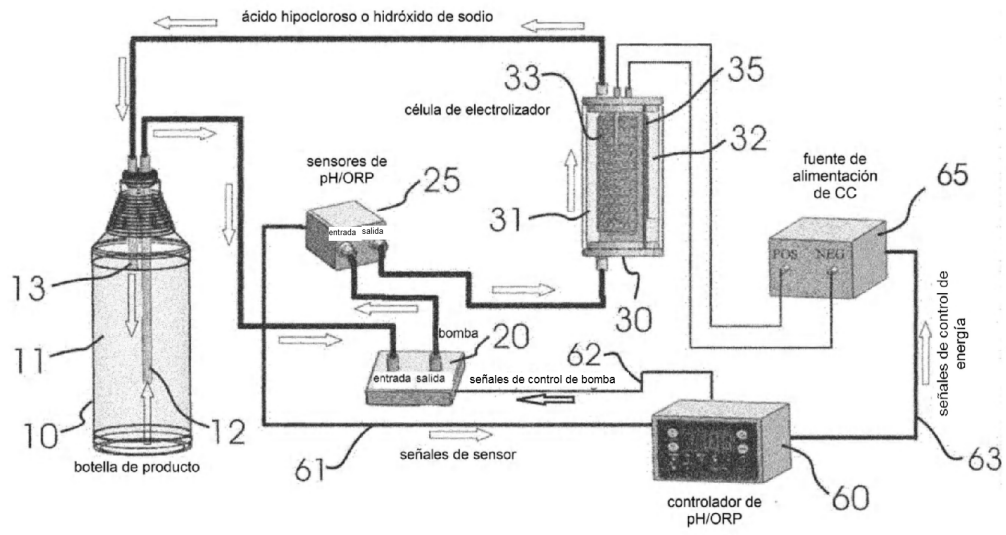 ácido hipocloroso o hidróxido de sodio
33
35
célula de electrolizador
32
sensores de
pH/ORP
25
fuente de
alimentación
de CC
65
31
entrada salida
POS NEG
13
30
11
bomba
20
62
señales de control de
energía
entrada salida
señales de control de bomba
10
12
botella de producto
61
señales de sensor
60
63
controlador de
pH/ORP